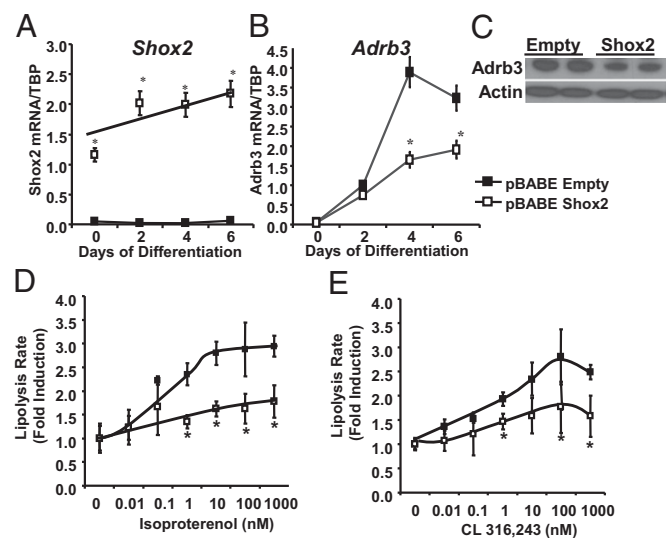 A
Shox2
Shox2 mRNA/TBP
3.0
2.5
2.0
1.5
1.0
0.5
0.0
*
*
*
*
0 2 4 6
Days of Differentiation
B
Adrb3
Adrb3 mRNA/TBP
4.5
4.0
3.5
3.0
2.5
2.0
1.5
1.0
0.5
0.0
*
*
0 2 4 6
Days of Differentiation
C
Empty Shox2
Adrb3
Actin
pBABE Empty
pBABE Shox2
D
Lipolysis Rate
(Fold Induction)
4.0
3.5
3.0
2.5
2.0
1.5
1.0
0.5
0.0
* * * *
0 0.01 0.1 1 10 100 1000
Isoproterenol (nM)
E
Lipolysis Rate
(Fold Induction)
4.0
3.5
3.0
2.5
2.0
1.5
1.0
0.5
0.0
* * *
0 0.01 0.1 1 10 100 1000
CL 316,243 (nM)